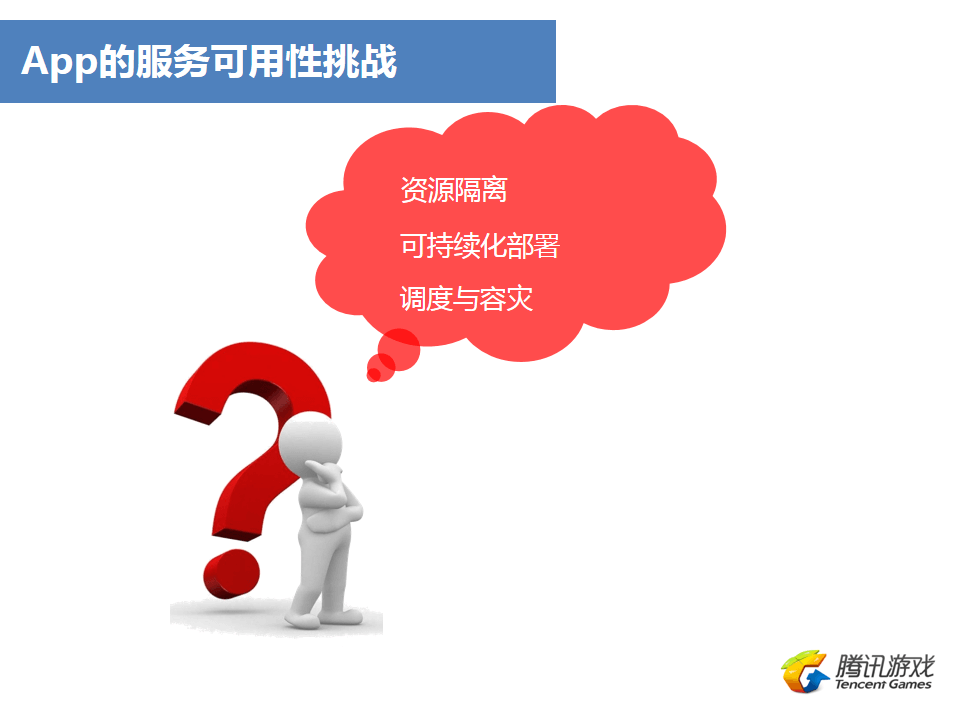 App的服务可用性挑战
资源隔离
可持续化部署
调度与容灾
腾讯游戏
Tencent Games